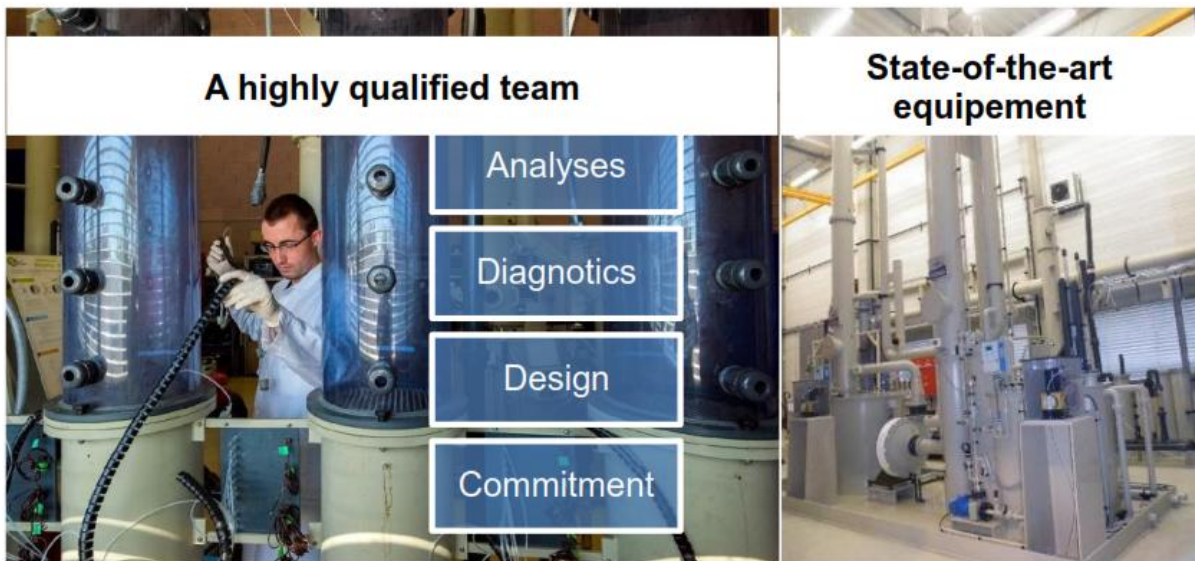 A highly qualified team
Analyses
Diagnotics
Design
Commitment
State-of-the-art
equipement